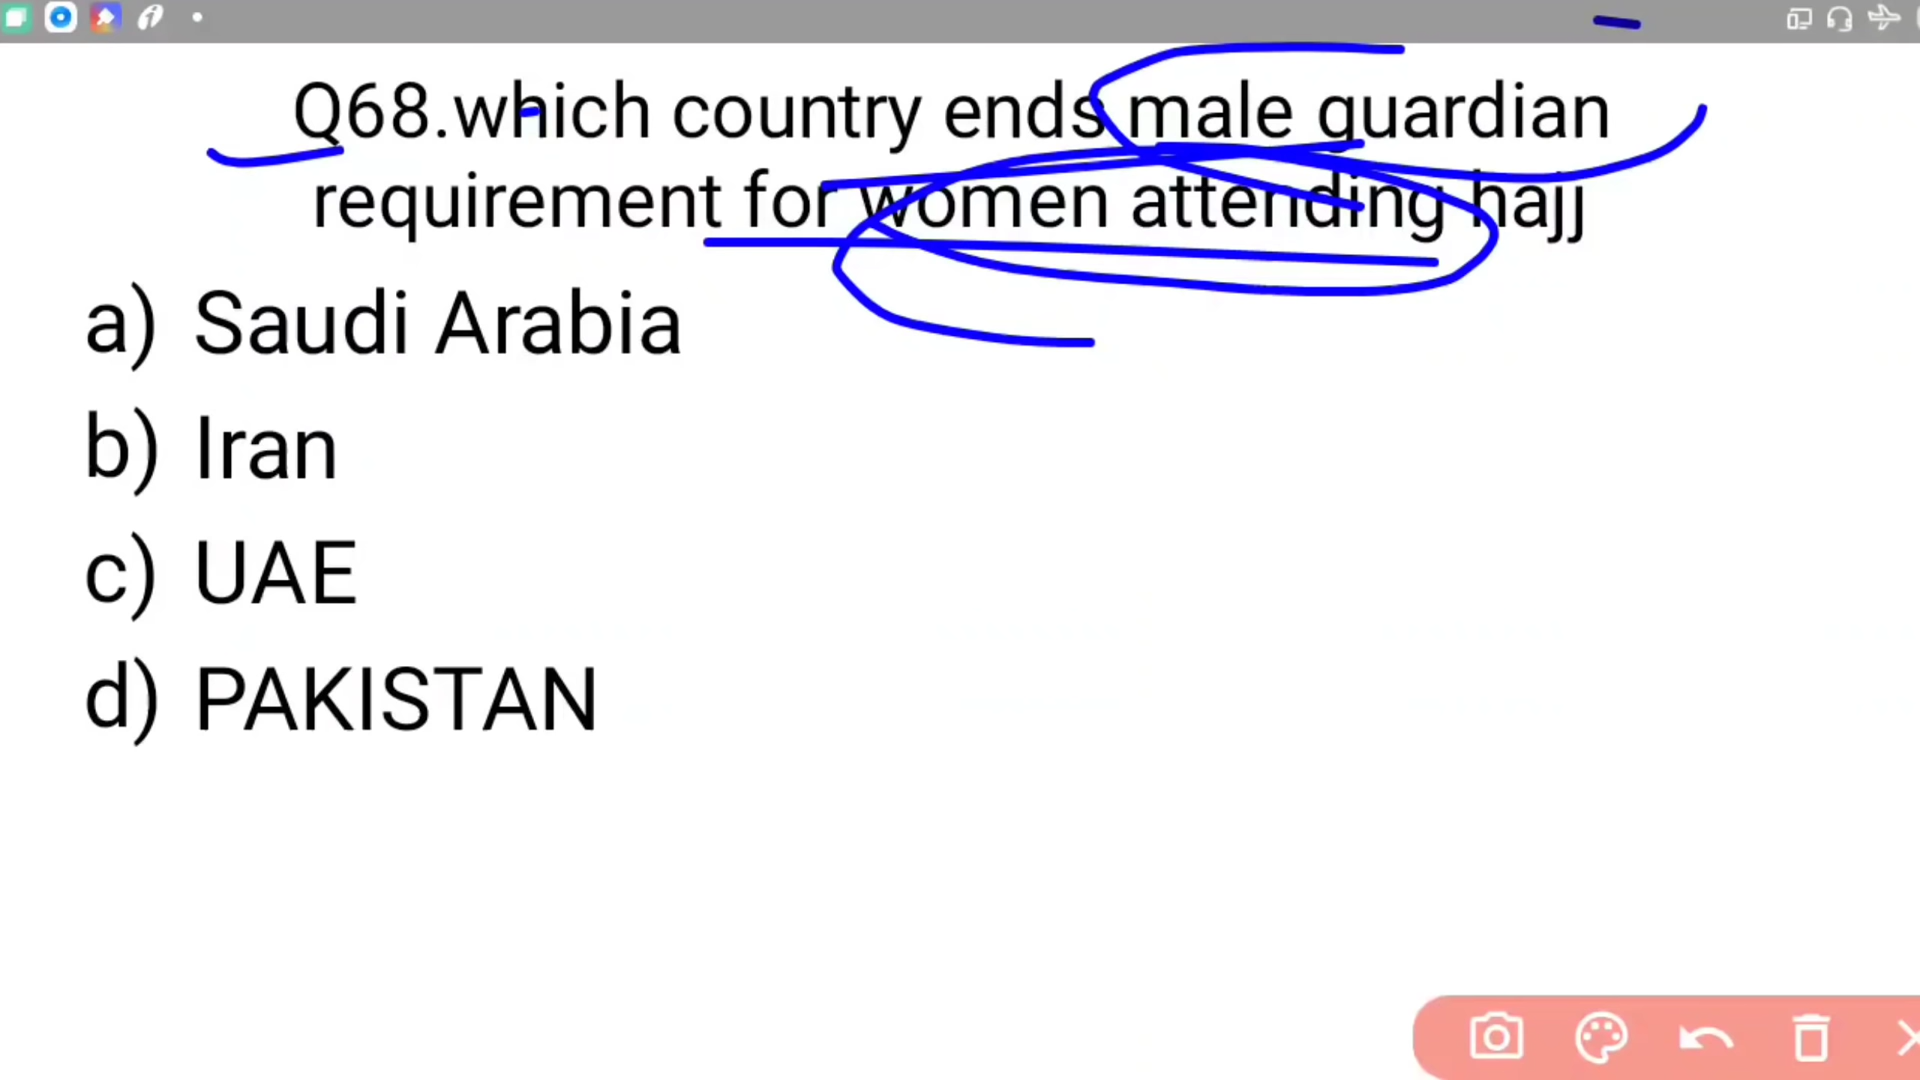 Q68.which country ends male guardian
requirement for women attending hajj
a) Saudi Arabia
b) Iran
c) UAE
d) PAKISTAN